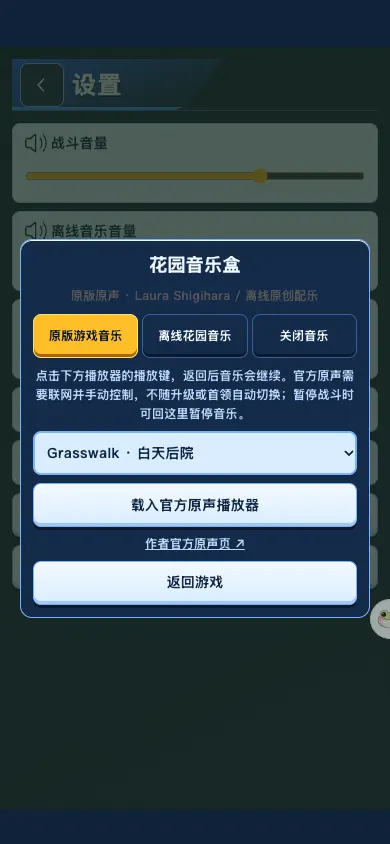 设置
战斗音量
离线音乐音量
花园音乐盒
原版原声 · Laura Shigihara / 离线原创配乐
原版游戏音乐
离线花园音乐
关闭音乐
点击下方播放器的播放键，返回后音乐会继续。官方原声需
要联网并手动控制，不随升级或首领自动切换；暂停战斗时
可回这里暂停音乐。
Grasswalk · 白天后院
载入官方原声播放器
作者官方原声页 ↗
返回游戏